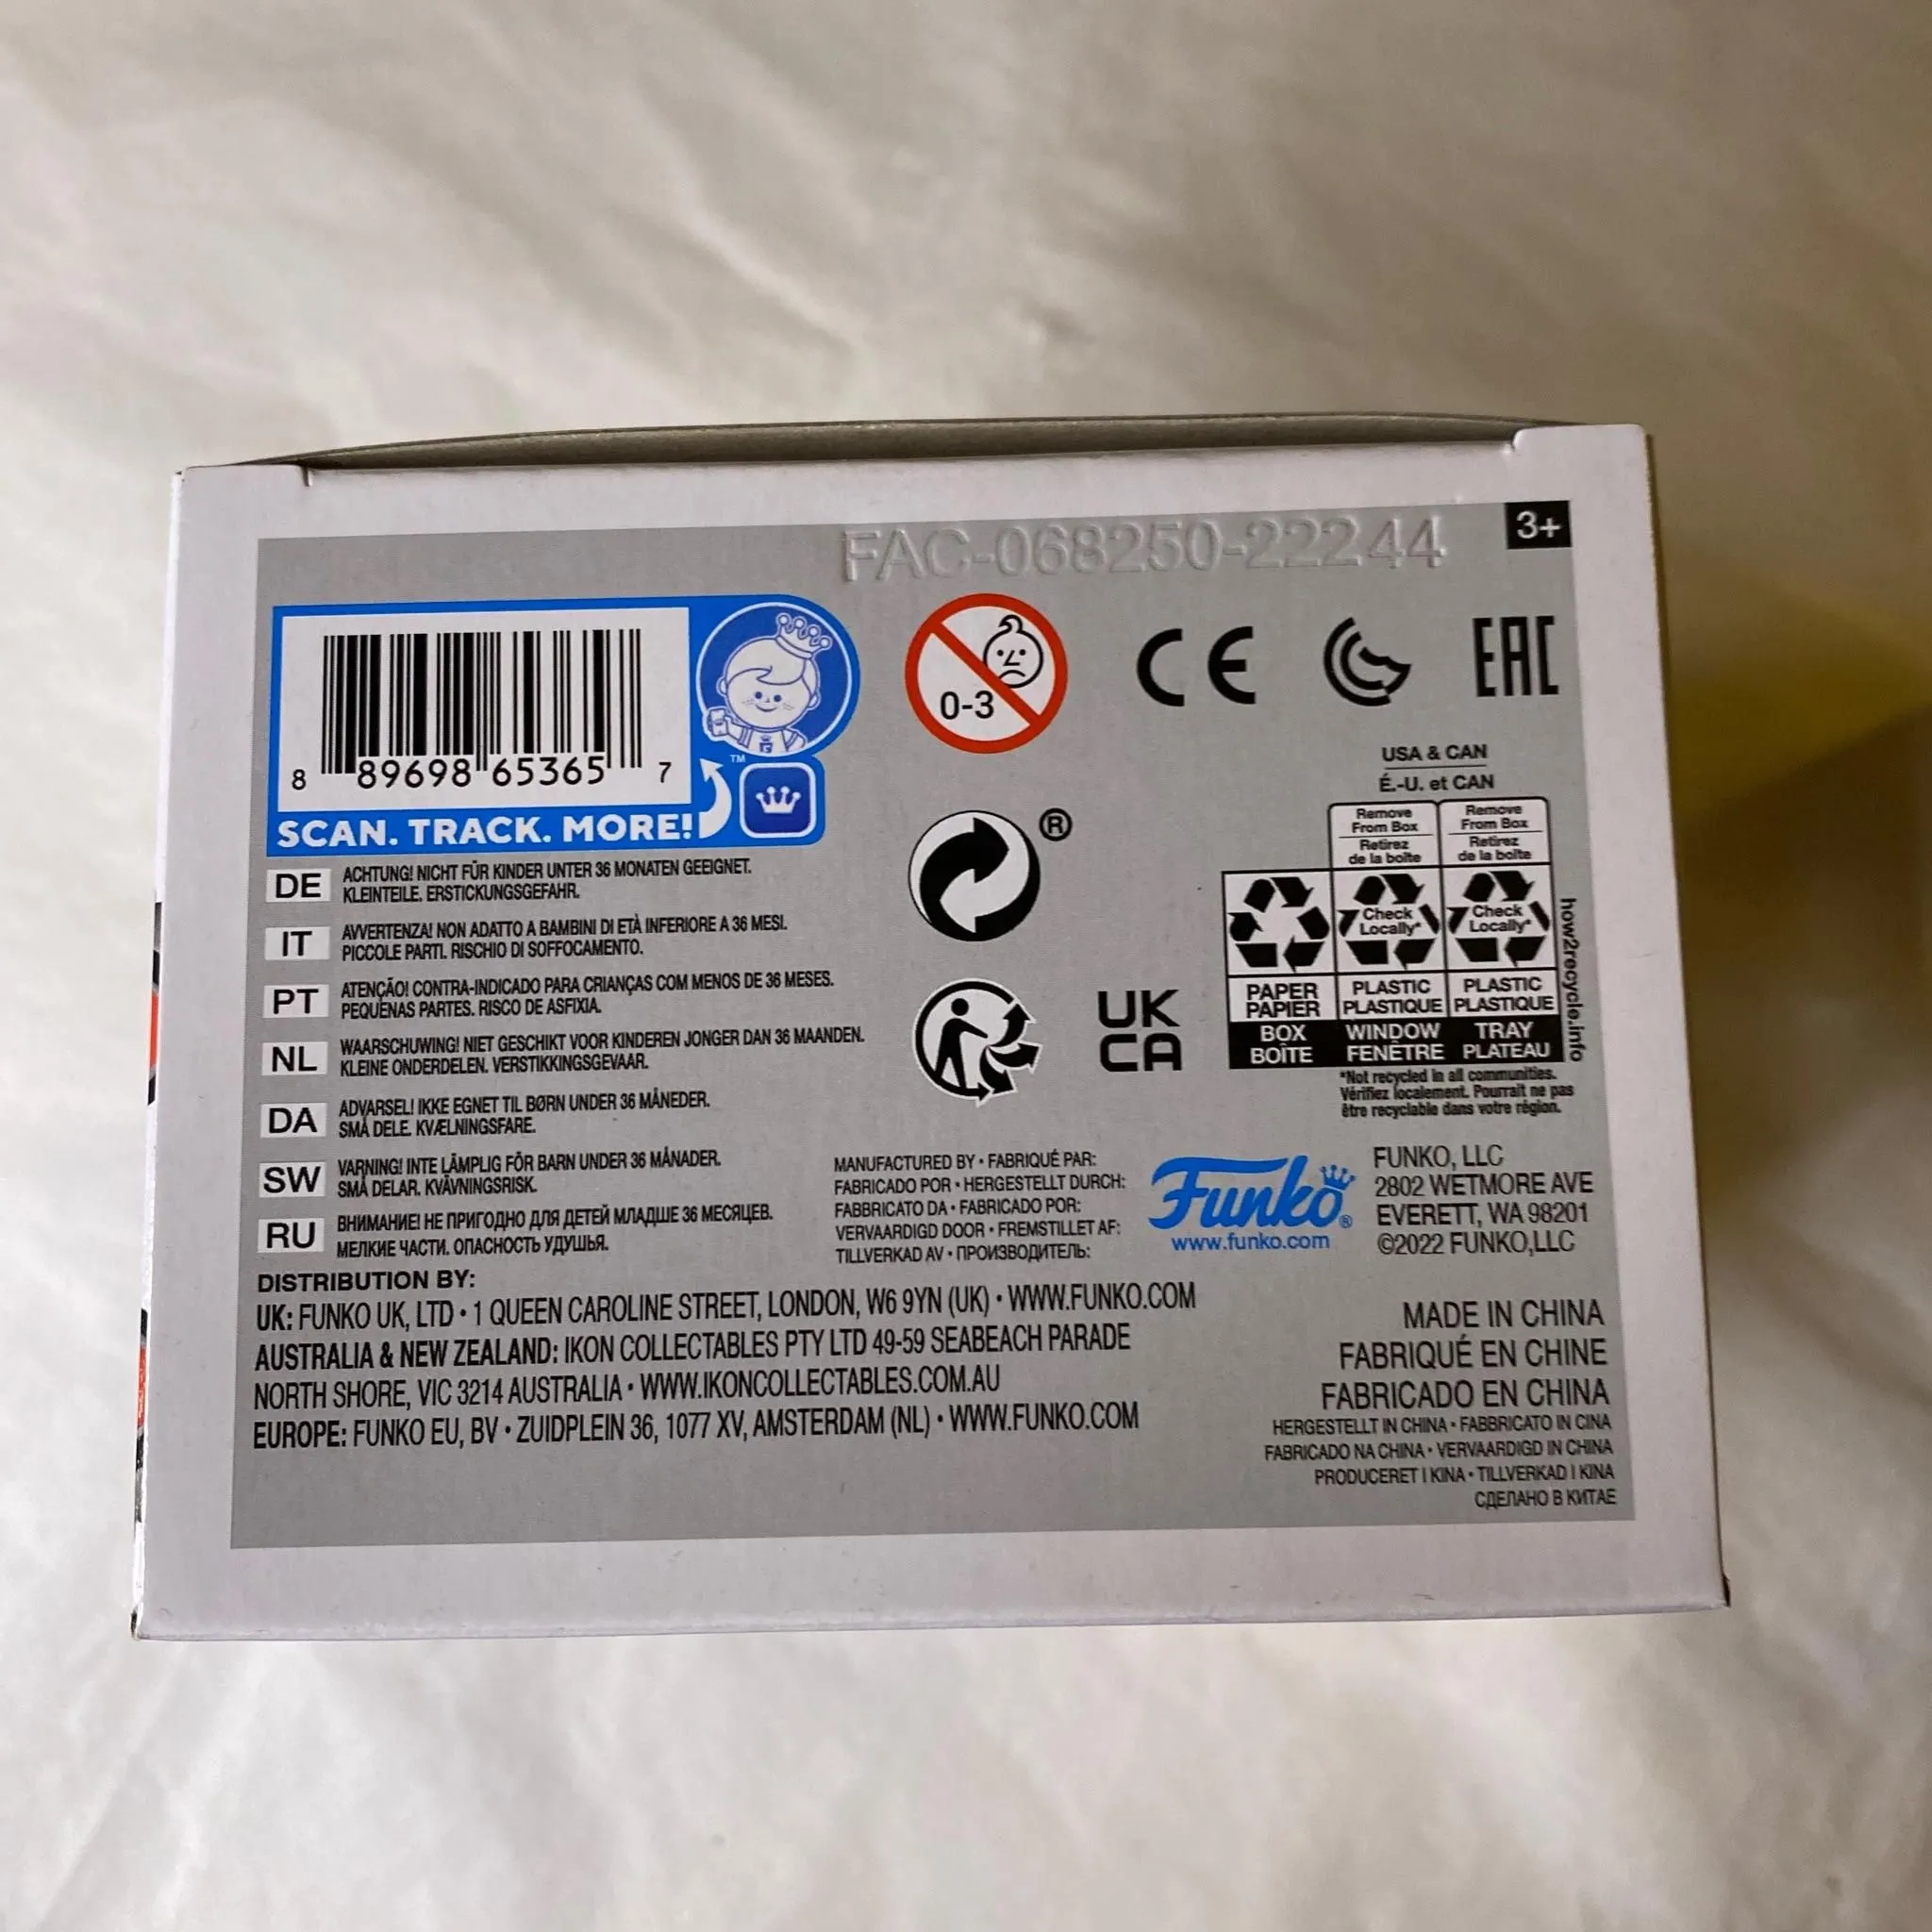 FAC-068250-22244
3+
8 89698 65365 7
TM
SCAN. TRACK. MORE!
0-3
CE
EAC
®
USA & CAN
É.-U. et CAN
Remove From Box
Retirez de la boîte
Remove From Box
Retirez de la boîte
Check Locally*
Check Locally*
PAPER PAPIER
PLASTIC PLASTIQUE
PLASTIC PLASTIQUE
BOX BOÎTE
WINDOW FENÊTRE
TRAY PLATEAU
how2recycle.info
*Not recycled in all communities.
Vérifiez localement. Pourrait ne pas
être recyclable dans votre région.
UK
CA
DE ACHTUNG! NICHT FÜR KINDER UNTER 36 MONATEN GEEIGNET.
KLEINTEILE. ERSTICKUNGSGEFAHR.
IT AVVERTENZA! NON ADATTO A BAMBINI DI ETÀ INFERIORE A 36 MESI.
PICCOLE PARTI. RISCHIO DI SOFFOCAMENTO.
PT ATENÇÃO! CONTRA-INDICADO PARA CRIANÇAS COM MENOS DE 36 MESES.
PEQUENAS PARTES. RISCO DE ASFIXIA.
NL WAARSCHUWING! NIET GESCHIKT VOOR KINDEREN JONGER DAN 36 MAANDEN.
KLEINE ONDERDELEN. VERSTIKKINGSGEVAAR.
DA ADVARSEL! IKKE EGNET TIL BØRN UNDER 36 MÅNEDER.
SMÅ DELE. KVÆLNINGSFARE.
SW VARNING! INTE LÄMPLIG FÖR BARN UNDER 36 MÅNADER.
SMÅ DELAR. KVÄVNINGSRISK.
RU ВНИМАНИЕ! НЕ ПРИГОДНО ДЛЯ ДЕТЕЙ МЛАДШЕ 36 МЕСЯЦЕВ.
МЕЛКИЕ ЧАСТИ. ОПАСНОСТЬ УДУШЬЯ.
MANUFACTURED BY • FABRIQUÉ PAR:
FABRICADO POR • HERGESTELLT DURCH:
FABBRICATO DA • FABRICADO POR:
VERVAARDIGD DOOR • FREMSTILLET AF:
TILLVERKAD AV • ПРОИЗВОДИТЕЛЬ:
Funko®
www.funko.com
FUNKO, LLC
2802 WETMORE AVE
EVERETT, WA 98201
©2022 FUNKO,LLC
DISTRIBUTION BY:
UK: FUNKO UK, LTD • 1 QUEEN CAROLINE STREET, LONDON, W6 9YN (UK) • WWW.FUNKO.COM
AUSTRALIA & NEW ZEALAND: IKON COLLECTABLES PTY LTD 49-59 SEABEACH PARADE
NORTH SHORE, VIC 3214 AUSTRALIA • WWW.IKONCOLLECTABLES.COM.AU
EUROPE: FUNKO EU, BV • ZUIDPLEIN 36, 1077 XV, AMSTERDAM (NL) • WWW.FUNKO.COM
MADE IN CHINA
FABRIQUÉ EN CHINE
FABRICADO EN CHINA
HERGESTELLT IN CHINA • FABBRICATO IN CINA
FABRICADO NA CHINA • VERVAARDIGD IN CHINA
PRODUCERET I KINA • TILLVERKAD I KINA
СДЕЛАНО В КИТАЕ